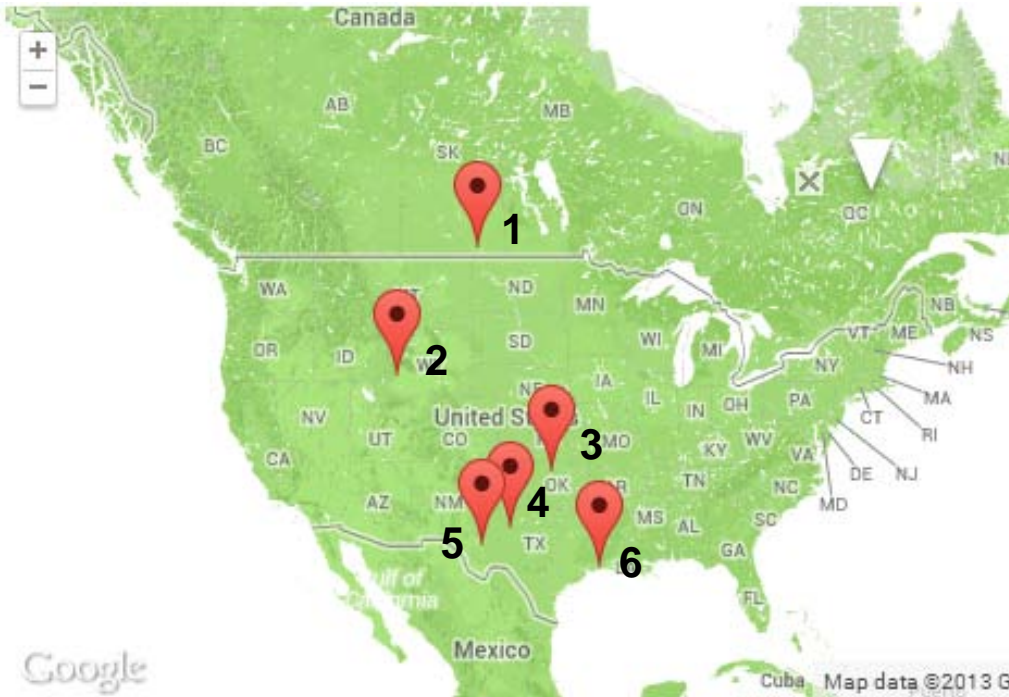 Canada
+
−
AB
MB
BC
SK
ON
QC
1
WA
ND
MN
NB
NS
OR
ID
SD
WI
MI
VT
ME
NY
NH
2
IA
IL
IN
OH
PA
MA
CT
RI
NV
UT
United
CO
3
MO
KY
WV
VA
NJ
DE
MD
CA
AZ
NM
OK
TN
NC
4
5
TX
MS
AL
SC
GA
6
Gulf of
California
FL
Mexico
Google
Cuba
Map data ©2013 G